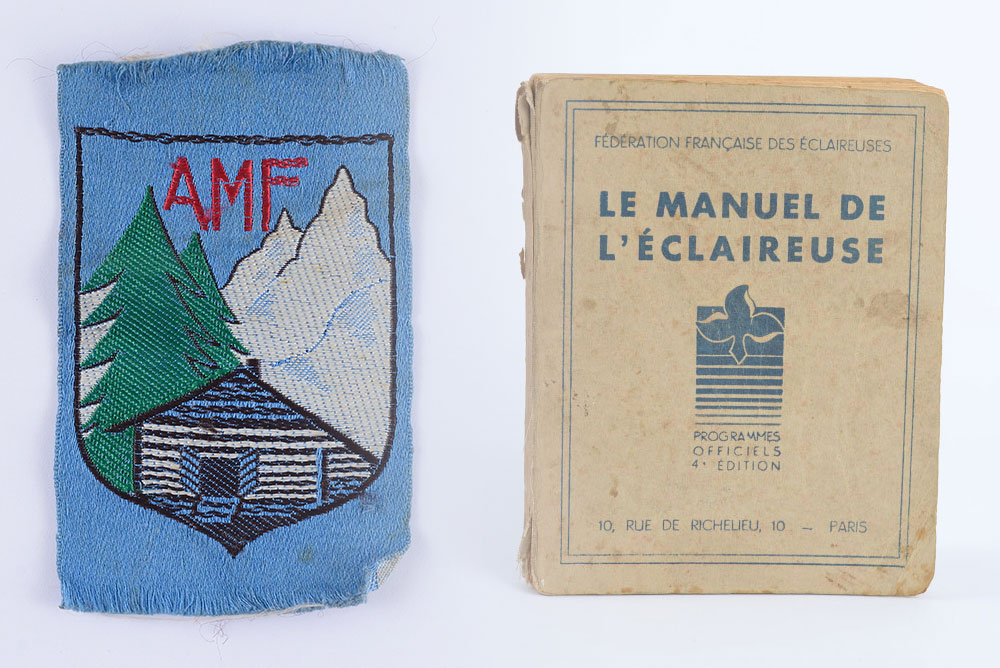 AMF
FÉDÉRATION FRANÇAISE DES ÉCLAIREUSES
LE MANUEL DE
L'ÉCLAIREUSE
PROGRAMMES
OFFICIELS
4e ÉDITION
10, RUE DE RICHELIEU, 10 — PARIS